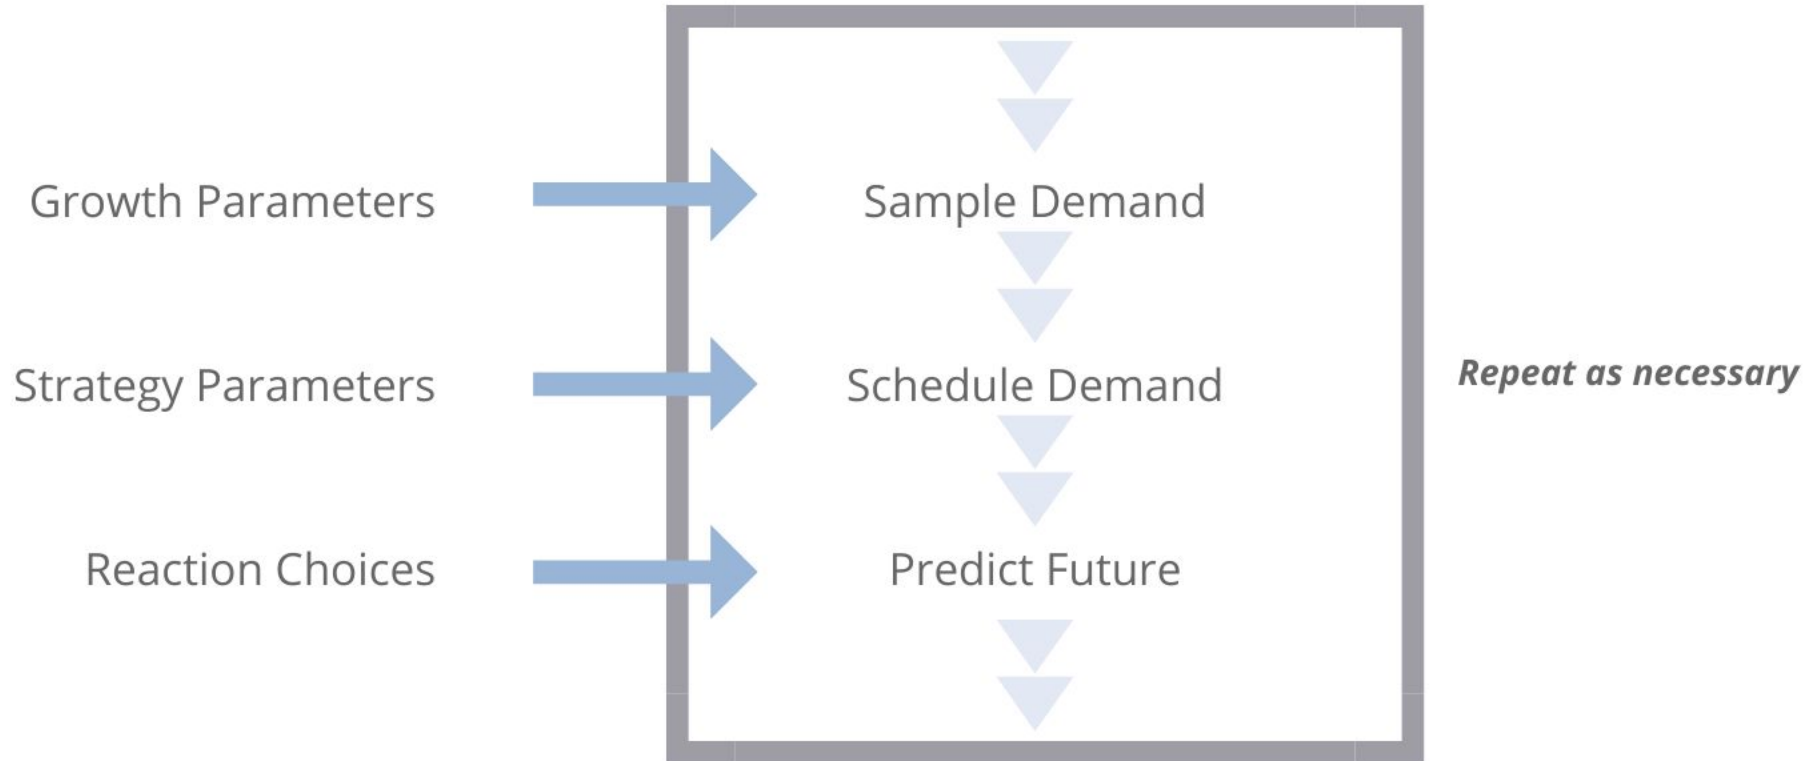 Growth Parameters
Sample Demand
Strategy Parameters
Schedule Demand
Repeat as necessary
Reaction Choices
Predict Future